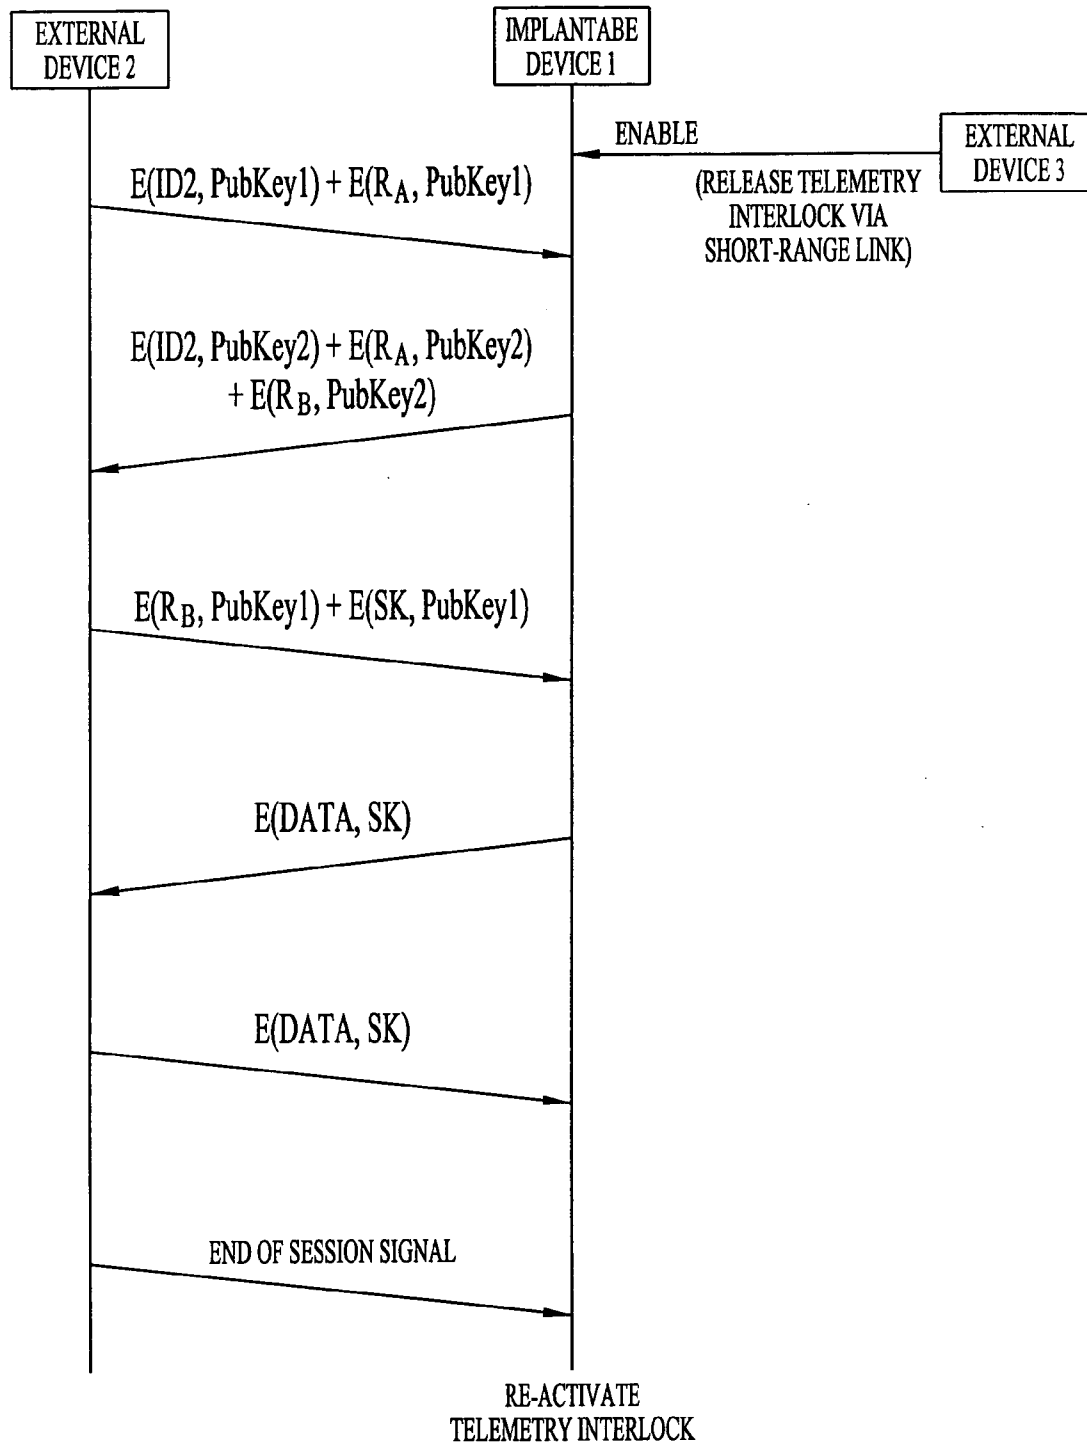 EXTERNAL
DEVICE 2
IMPLANTABE
DEVICE 1
EXTERNAL
DEVICE 3
ENABLE
(RELEASE TELEMETRY
INTERLOCK VIA
SHORT-RANGE LINK)
E(ID2, PubKey1) + E(RA, PubKey1)
E(ID2, PubKey2) + E(RA, PubKey2)
+ E(RB, PubKey2)
E(RB, PubKey1) + E(SK, PubKey1)
E(DATA, SK)
E(DATA, SK)
END OF SESSION SIGNAL
RE-ACTIVATE
TELEMETRY INTERLOCK